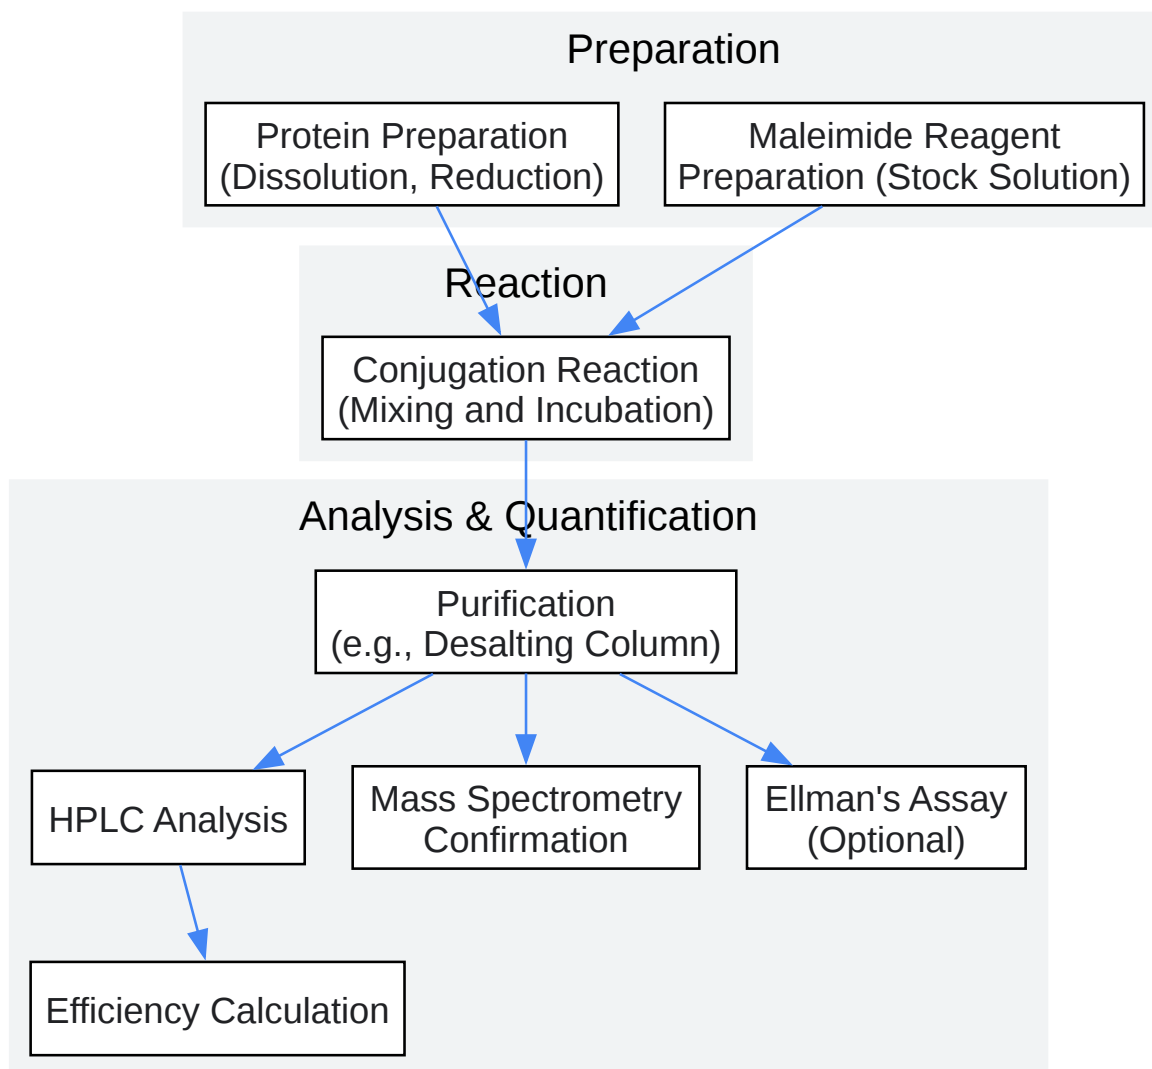 Preparation
Protein Preparation
(Dissolution, Reduction)
Maleimide Reagent
Preparation (Stock Solution)
Reaction
Conjugation Reaction
(Mixing and Incubation)
Analysis & Quantification
Purification
(e.g., Desalting Column)
HPLC Analysis
Mass Spectrometry
Confirmation
Ellman's Assay
(Optional)
Efficiency Calculation